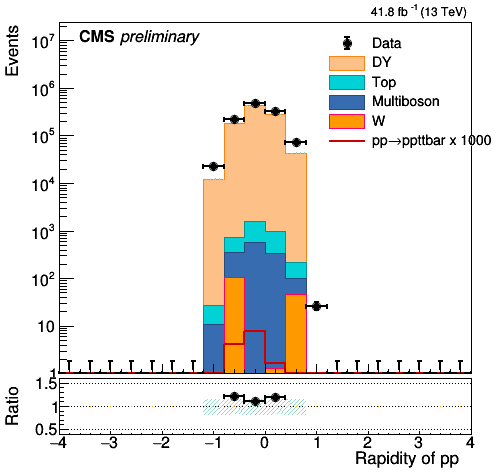 41.8 fb⁻¹ (13 TeV)
CMS preliminary
Events
10⁷
10⁶
10⁵
10⁴
10³
10²
10
1
Data
DY
Top
Multiboson
W
pp→ppttbar x 1000
Ratio
1.5
1
0.5
−4 −3 −2 −1 0 1 2 3 4
Rapidity of pp